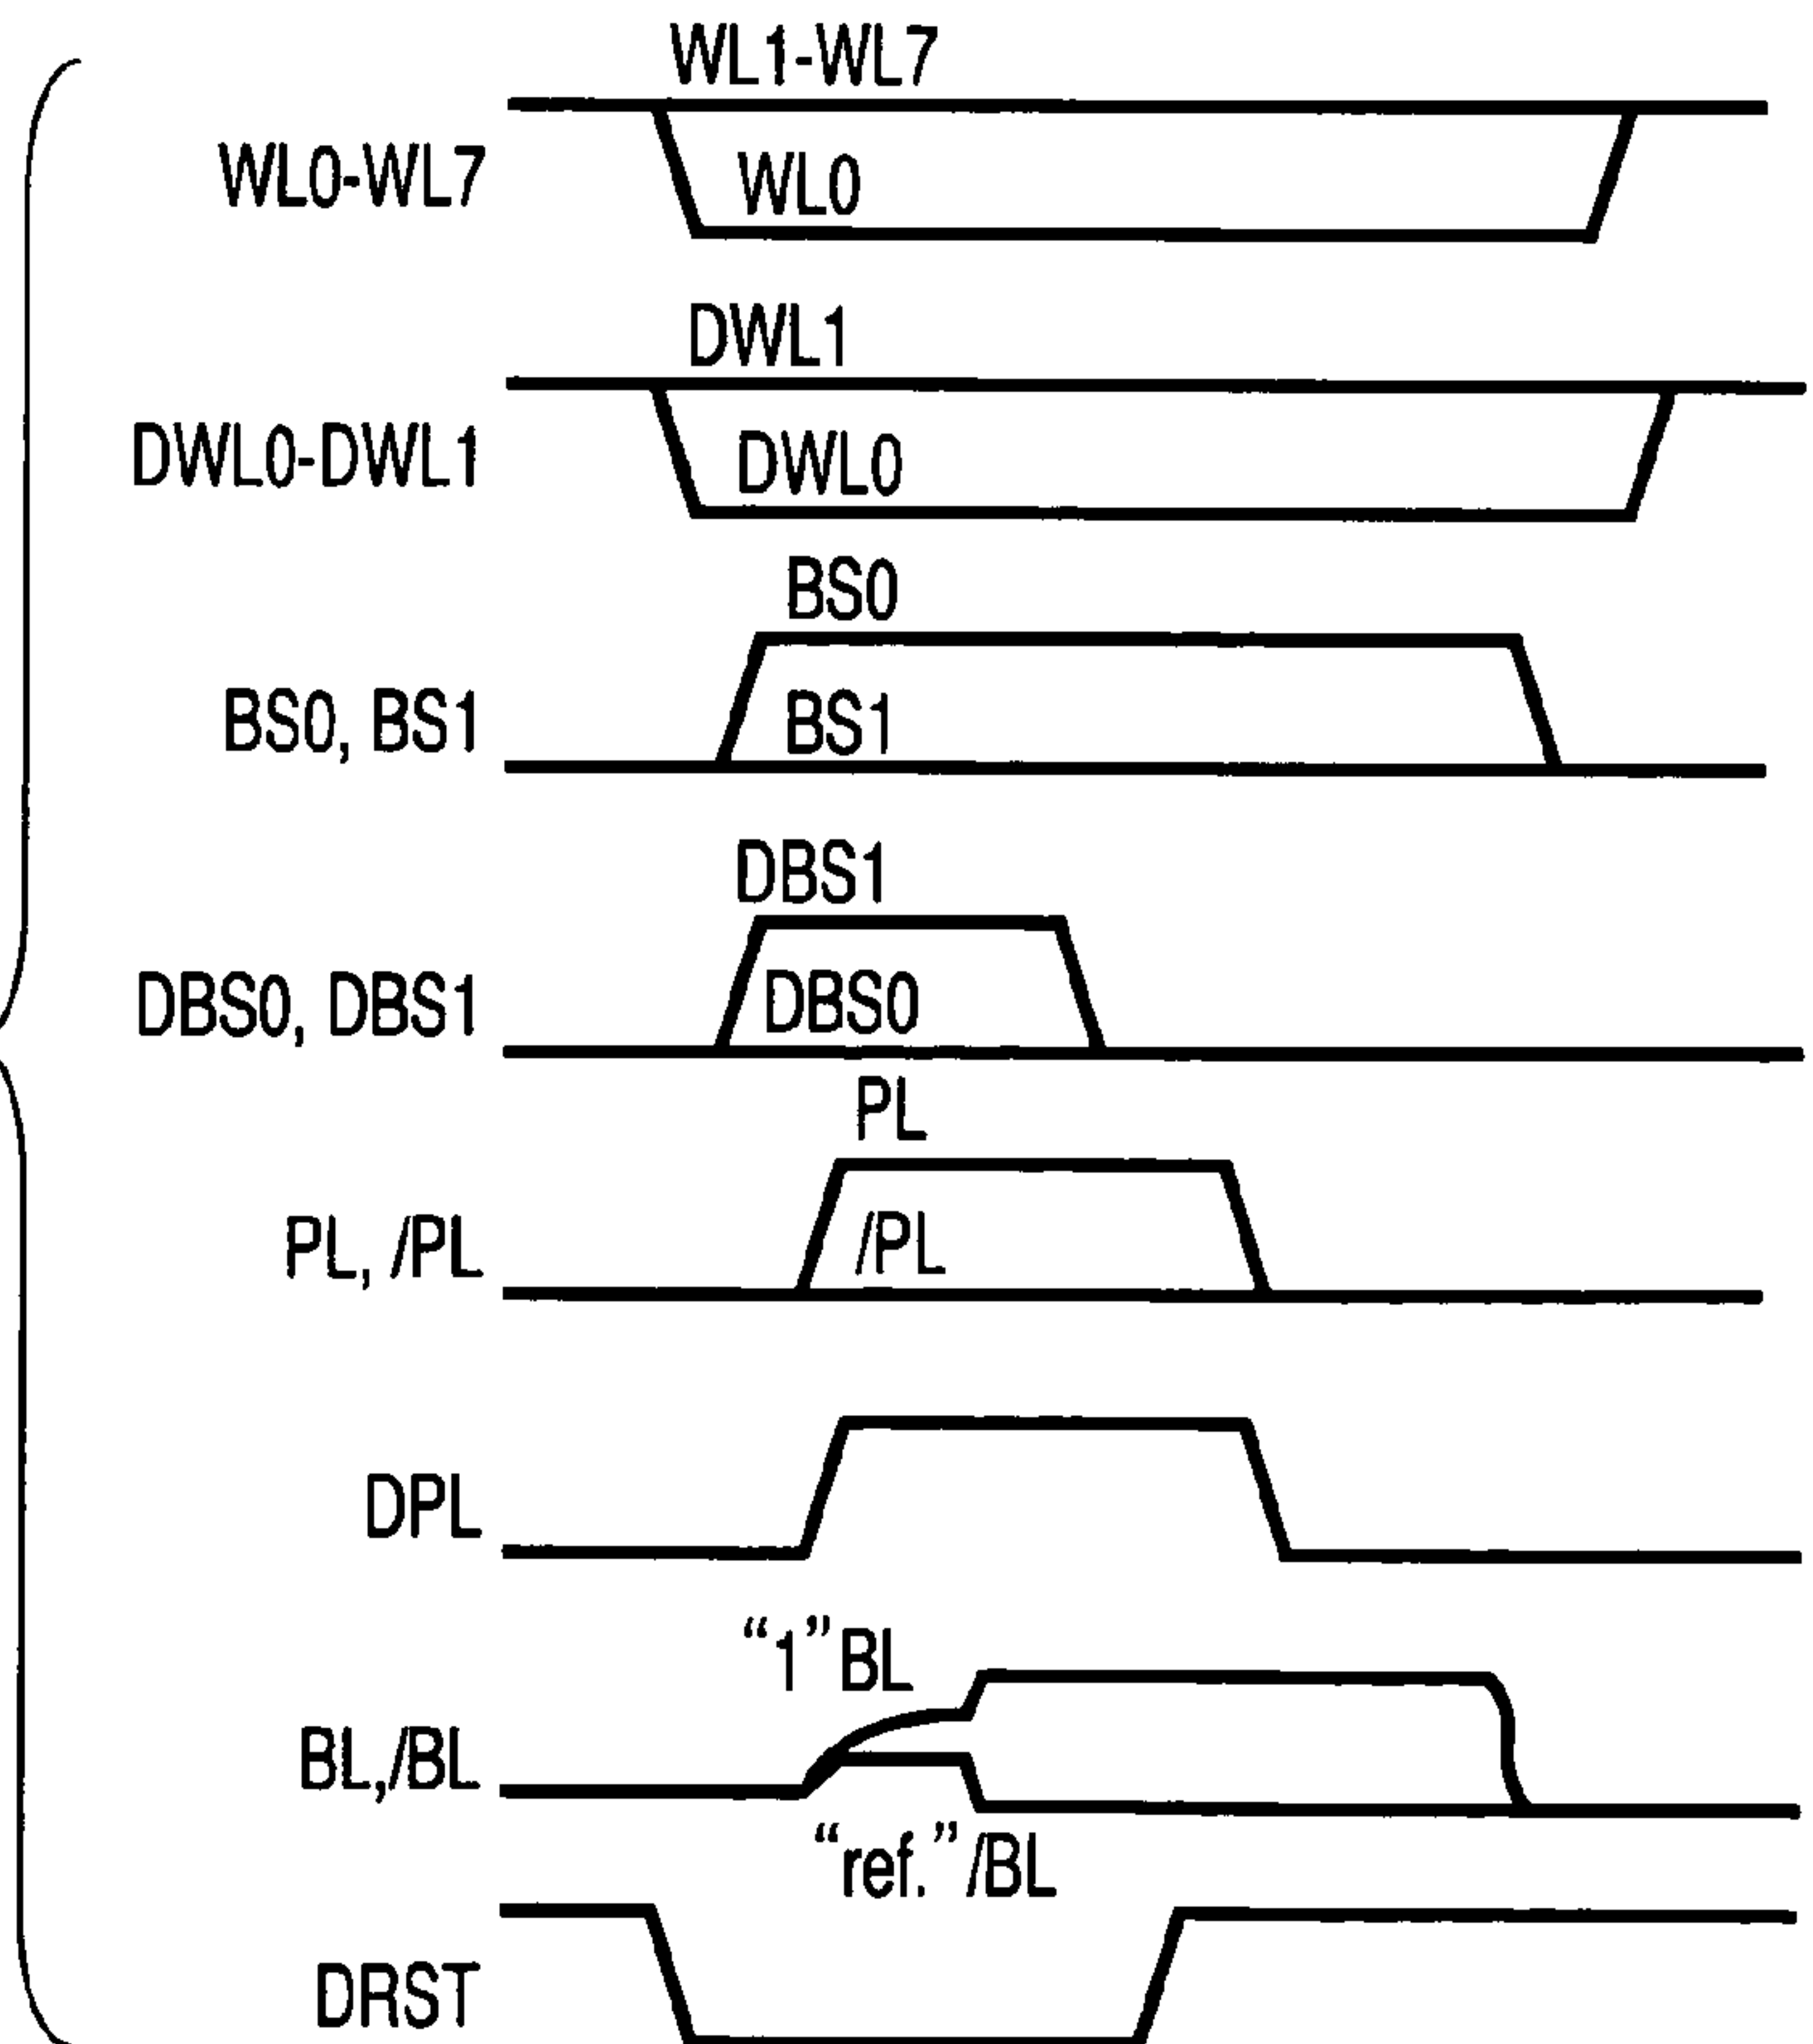 WL1-WL7
WL0-WL7
WL0
DWL1
DWL0-DWL1
DWL0
BS0
BS0, BS1
BS1
DBS1
DBS0, DBS1
DBS0
PL
PL, /PL
/PL
DPL
“1”BL
BL,/BL
“ref.”/BL
DRST